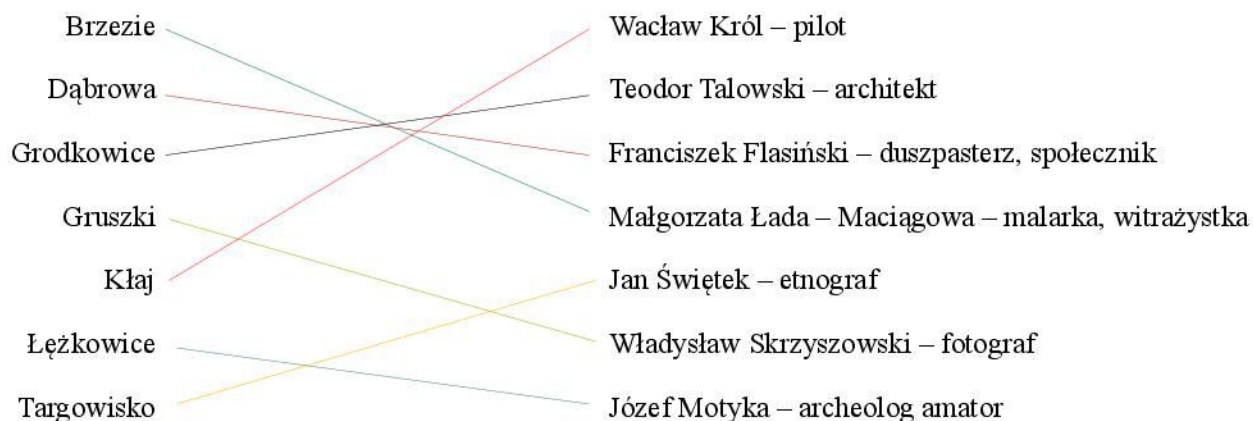 Brzezie Wacław Król – pilot
Dąbrowa Teodor Talowski – architekt
Grodkowice Franciszek Flasiński – duszpasterz, społecznik
Gruszki Małgorzata Łada – Maciągowa – malarka, witrażystka
Kłaj Jan Świętek – etnograf
Łężkowice Władysław Skrzyszowski – fotograf
Targowisko Józef Motyka – archeolog amator